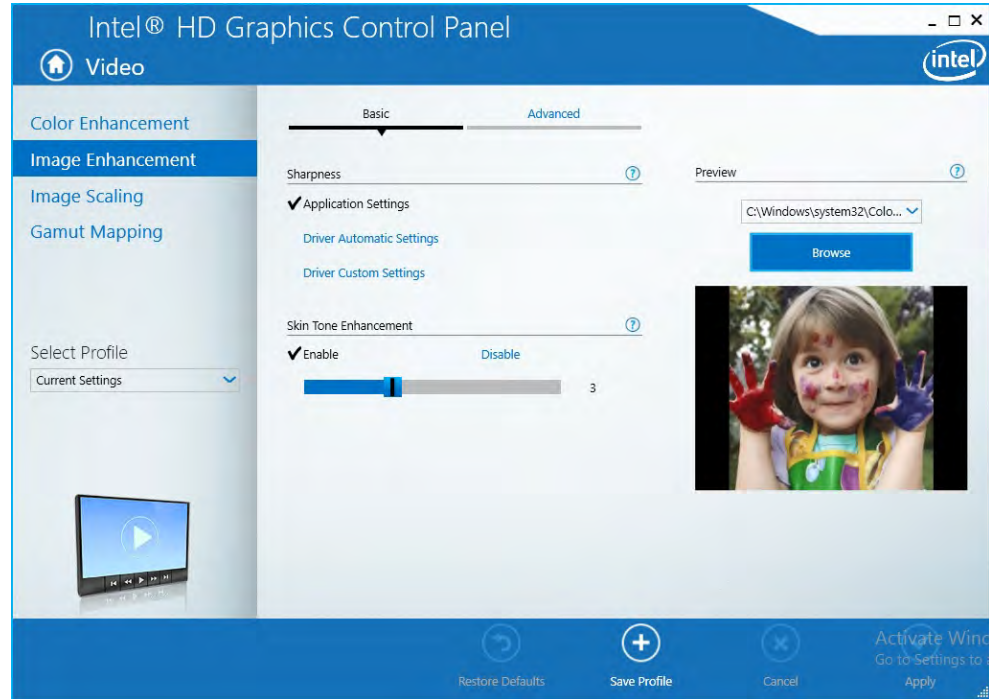 Intel® HD Graphics Control Panel
intel
Video
Color Enhancement
Image Enhancement
Image Scaling
Gamut Mapping
Select Profile
Current Settings
Basic
Advanced
Sharpness
Application Settings
Driver Automatic Settings
Driver Custom Settings
Skin Tone Enhancement
Enable
Disable
3
Preview
C:\Windows\system32\Colo...
Browse
Restore Defaults
Save Profile
Cancel
Apply
Activate Winc
Go to Settings to a